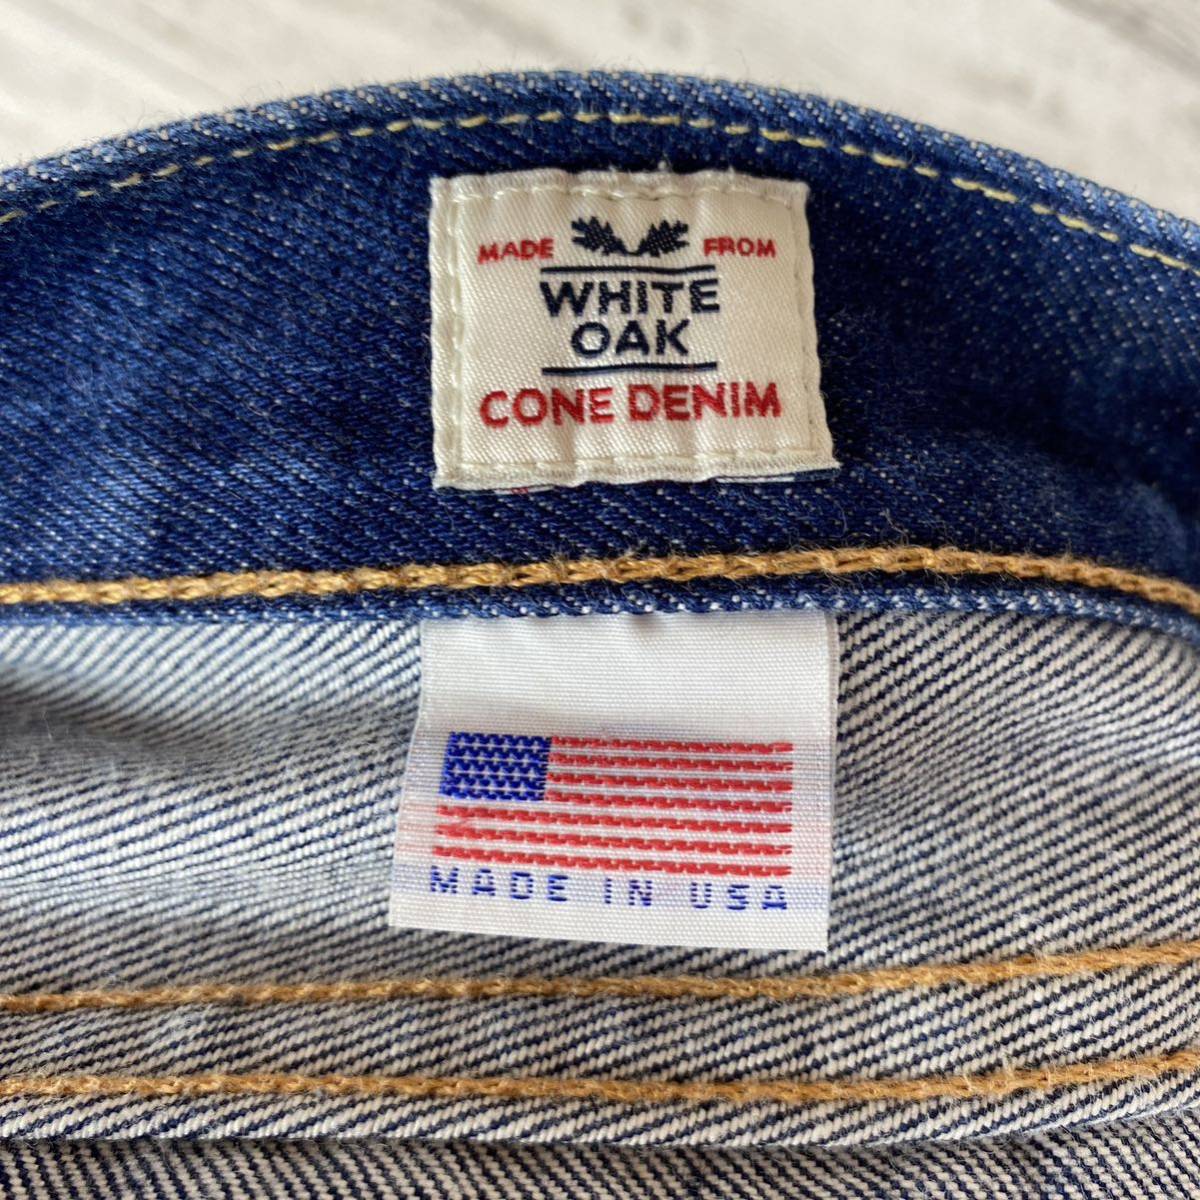 MADE FROM
WHITE
OAK
CONE DENIM
MADE IN USA